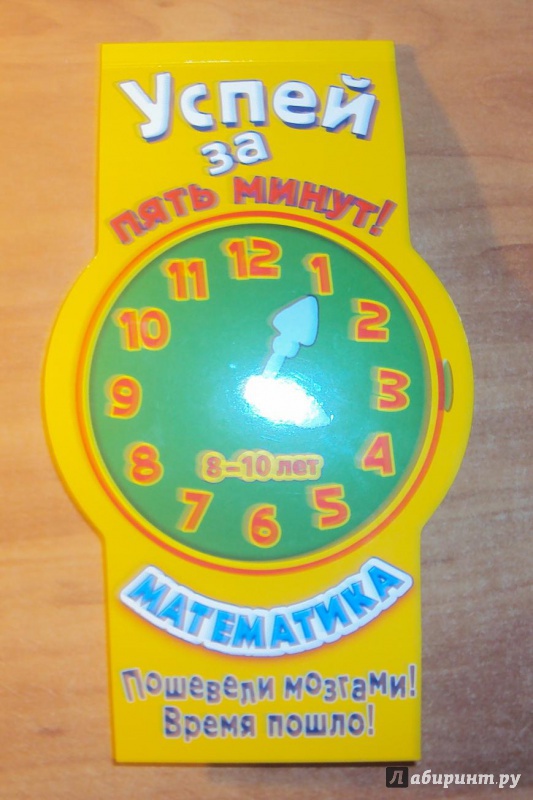 Успей
за
пять минут!
12
11
1
10
2
9
3
8
4
8–10 лет
7
5
6
МАТЕМАТИКА
Пошевели мозгами!
Время пошло!
Лабиринт.ру